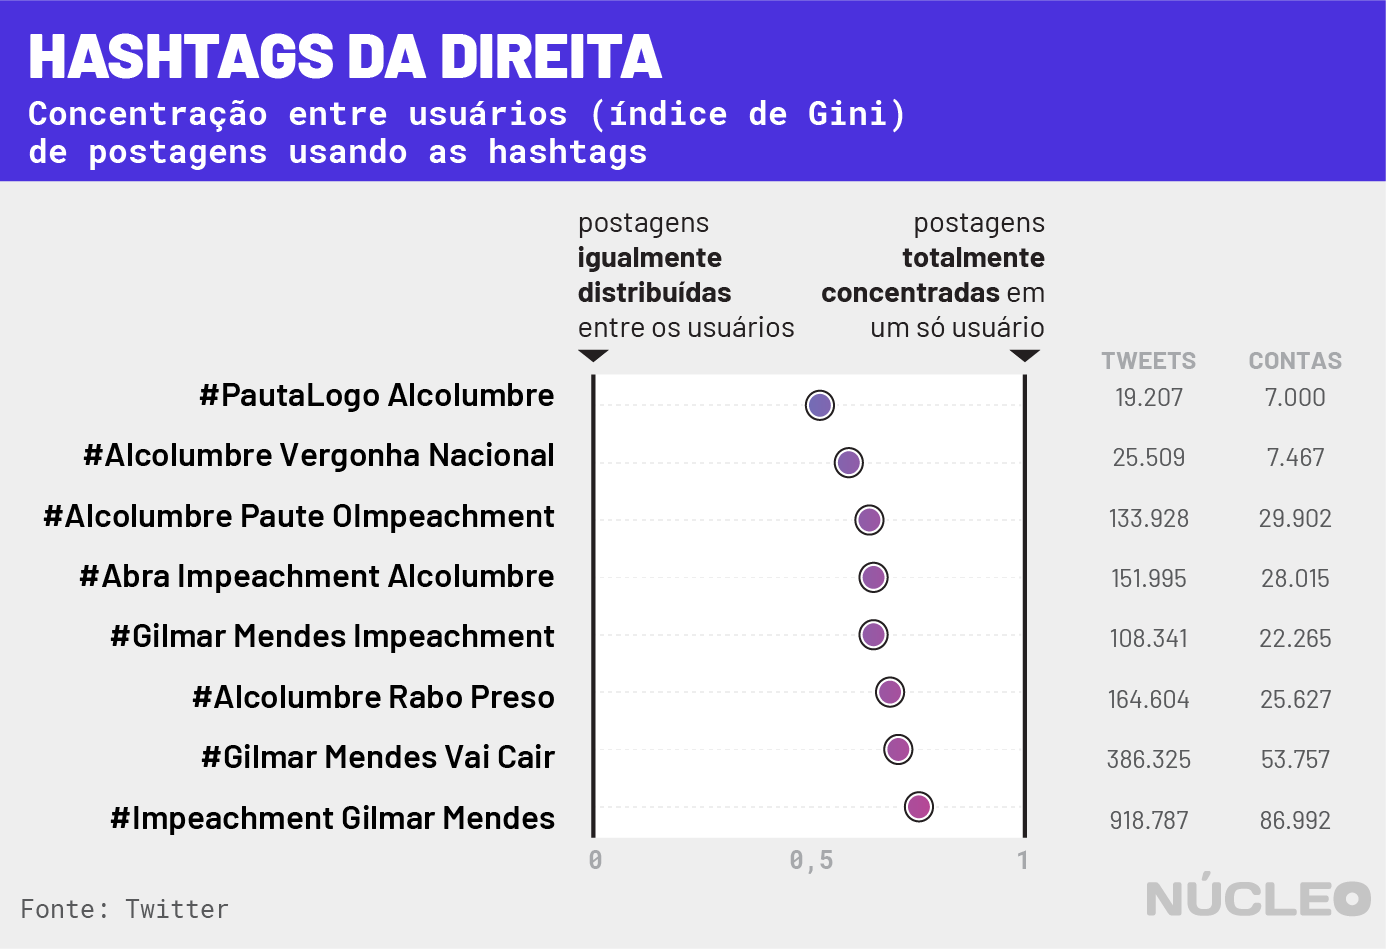 HASHTAGS DA DIREITA
Concentração entre usuários (índice de Gini)
de postagens usando as hashtags
postagens
igualmente
distribuídas
entre os usuários
postagens
totalmente
concentradas em
um só usuário
TWEETS CONTAS
#PautaLogo Alcolumbre 19.207 7.000
#Alcolumbre Vergonha Nacional 25.509 7.467
#Alcolumbre Paute OImpeachment 133.928 29.902
#Abra Impeachment Alcolumbre 151.995 28.015
#Gilmar Mendes Impeachment 108.341 22.265
#Alcolumbre Rabo Preso 164.604 25.627
#Gilmar Mendes Vai Cair 386.325 53.757
#Impeachment Gilmar Mendes 918.787 86.992
0 0,5 1
Fonte: Twitter
NÚCLEO